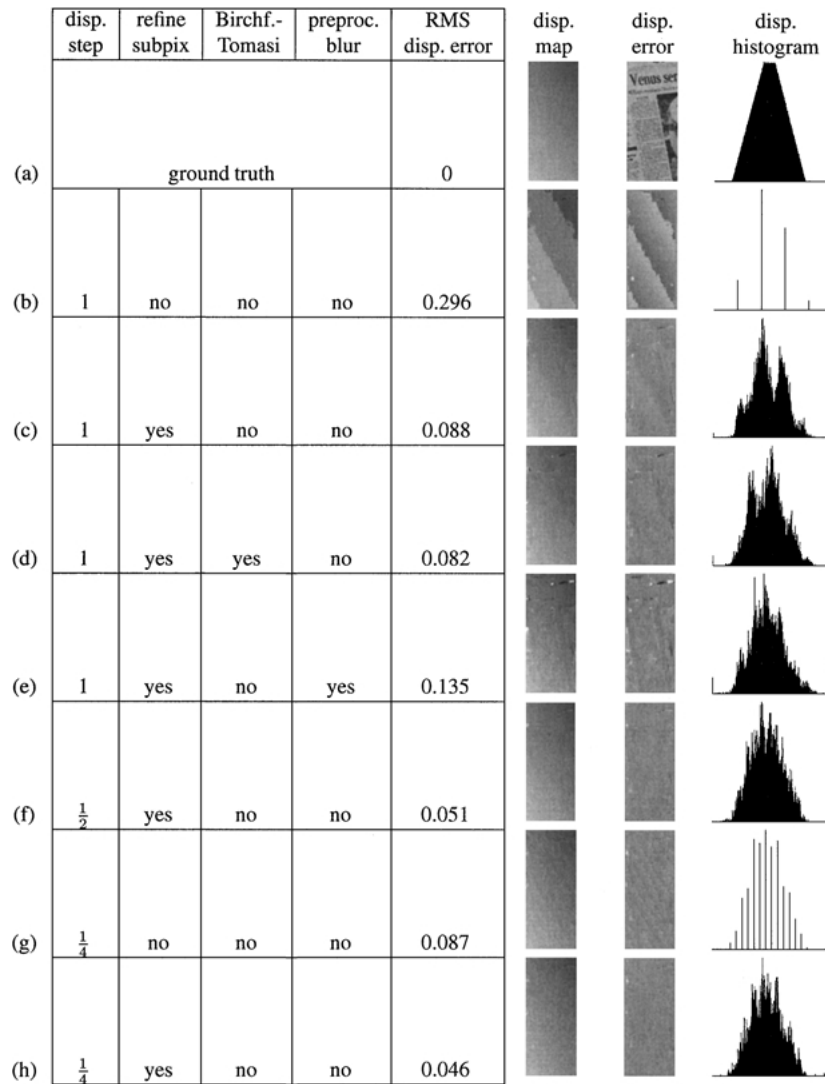 disp. step refine subpix Birchf.- Tomasi preproc. blur RMS disp. error disp. map disp. error disp. histogram
Venus ser
(a) ground truth 0
(b) 1 no no no 0.296
(c) 1 yes no no 0.088
(d) 1 yes yes no 0.082
(e) 1 yes no yes 0.135
(f) 1/2 yes no no 0.051
(g) 1/4 no no no 0.087
(h) 1/4 yes no no 0.046